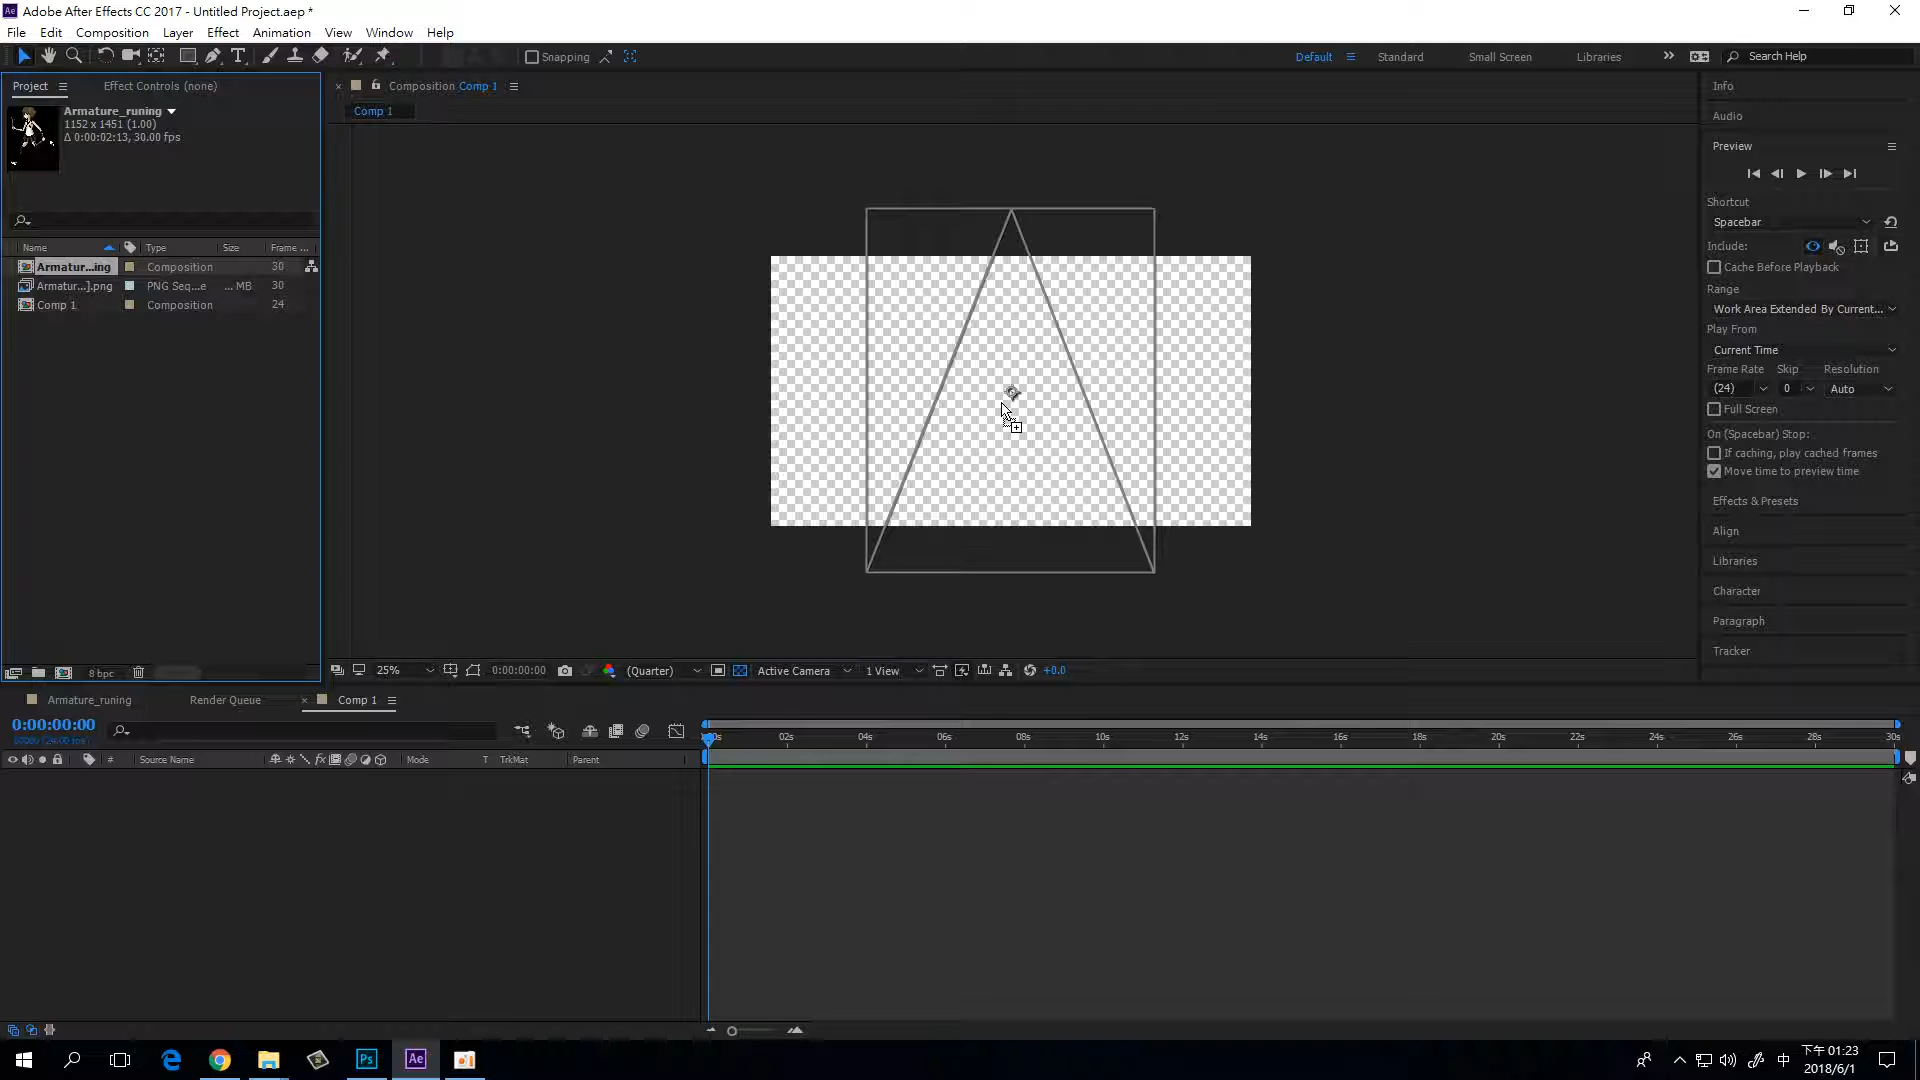 Adobe After Effects CC 2017 - Untitled Project.aep *
File Edit Composition Layer Effect Animation View Window Help
Snapping
Default Standard Small Screen Libraries Search Help
Project Effect Controls (none)
Armature_runing
1152 x 1451 (1.00)
Δ 0:00:02:13, 30.00 fps
Name Type Size Frame ...
Armatur...ing Composition 30
Armatur...].png PNG Seq...e ... MB 30
Comp 1 Composition 24
8 bpc
Composition Comp 1
Comp 1
25% 0:00:00:00 (Quarter) Active Camera 1 View +0.0
Info
Audio
Preview
Shortcut
Spacebar
Include:
Cache Before Playback
Range
Work Area Extended By Current...
Play From
Current Time
Frame Rate Skip Resolution
(24) 0 Auto
Full Screen
On (Spacebar) Stop:
If caching, play cached frames
Move time to preview time
Effects & Presets
Align
Libraries
Character
Paragraph
Tracker
Armature_runing Render Queue Comp 1
0:00:00:00
02s 04s 06s 08s 10s 12s 14s 16s 18s 20s 22s 24s 26s 28s 30s
# Source Name fx Mode T TrkMat Parent
Ps Ae
中
下午 01:23
2018/6/1